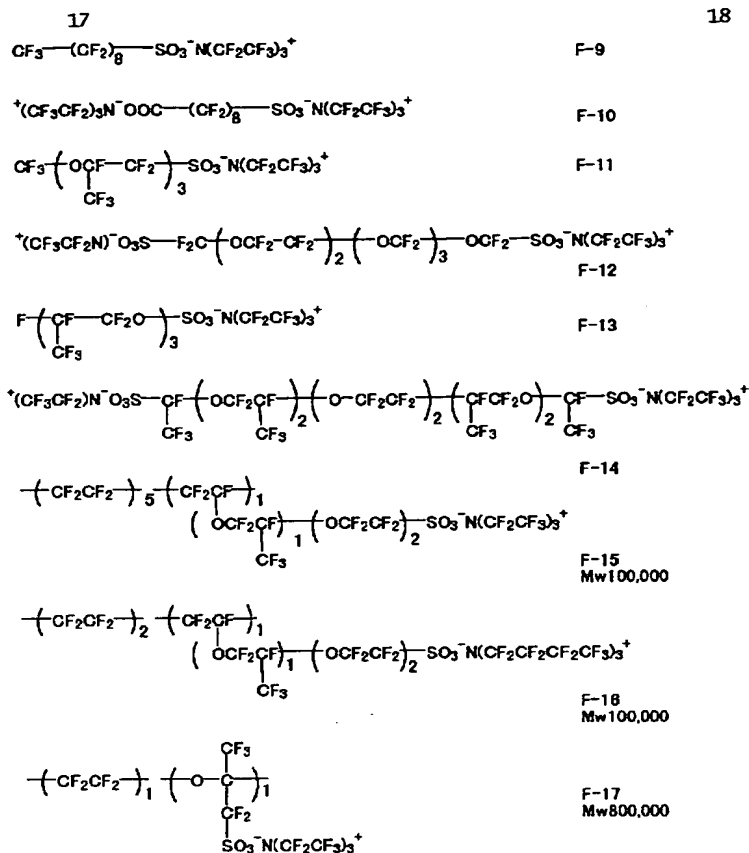 17 18
CF3—(CF2)8—SO3⁻N(CF2CF3)3⁺ F-9
⁺(CF3CF2)3N⁻OOC—(CF2)8—SO3⁻N(CF2CF3)3⁺ F-10
CF3—(OCF—CF2)3—SO3⁻N(CF2CF3)3⁺ F-11
CF3
⁺(CF3CF2N)⁻O3S—F2C—(OCF2-CF2)2—(OCF2)3—OCF2—SO3⁻N(CF2CF3)3⁺
F-12
F—(CF—CF2O)3—SO3⁻N(CF2CF3)3⁺ F-13
CF3
⁺(CF3CF2)N⁻O3S—CF—(OCF2CF)2—(O—CF2CF2)2—(CFCF2O)2—CF—SO3⁻N(CF2CF3)3⁺
CF3 CF3 CF3 CF3
F-14
—(CF2CF2)5—(CF2CF)1
(OCF2CF)1—(OCF2CF2)2—SO3⁻N(CF2CF3)3⁺
CF3
F-15
Mw100,000
—(CF2CF2)2—(CF2CF)1
(OCF2CF)1—(OCF2CF2)2—SO3⁻N(CF2CF2CF2CF3)3⁺
CF3
F-16
Mw100,000
CF3
—(CF2CF2)1—(O—C)1
F-17
Mw800,000
CF2
SO3⁻N(CF2CF3)3⁺